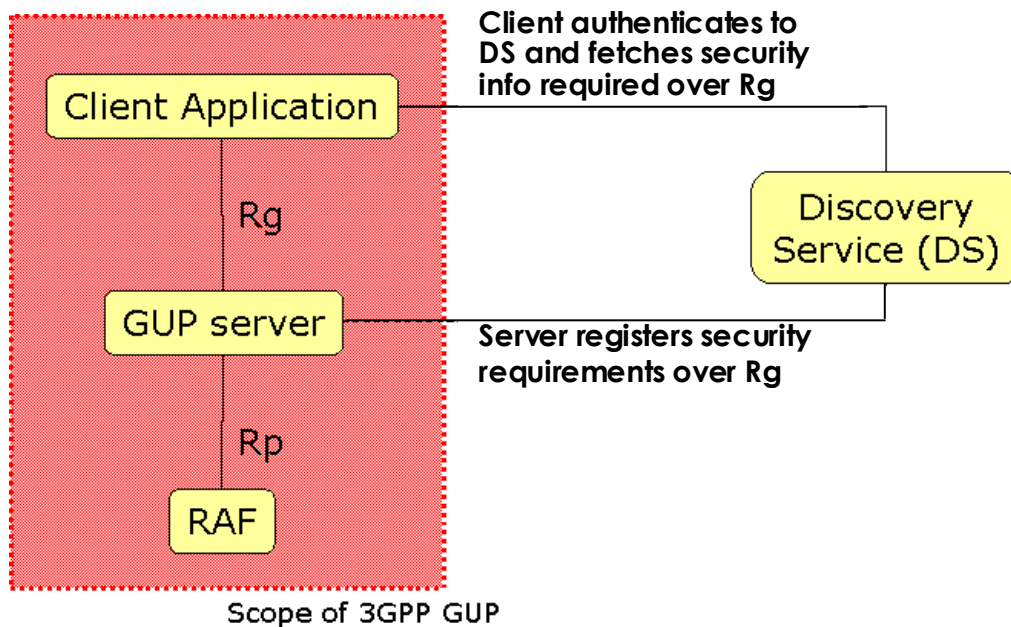 Client authenticates to
DS and fetches security
info required over Rg
Client Application
Rg
Discovery
Service (DS)
GUP server
Server registers security
requirements over Rg
Rp
RAF
Scope of 3GPP GUP